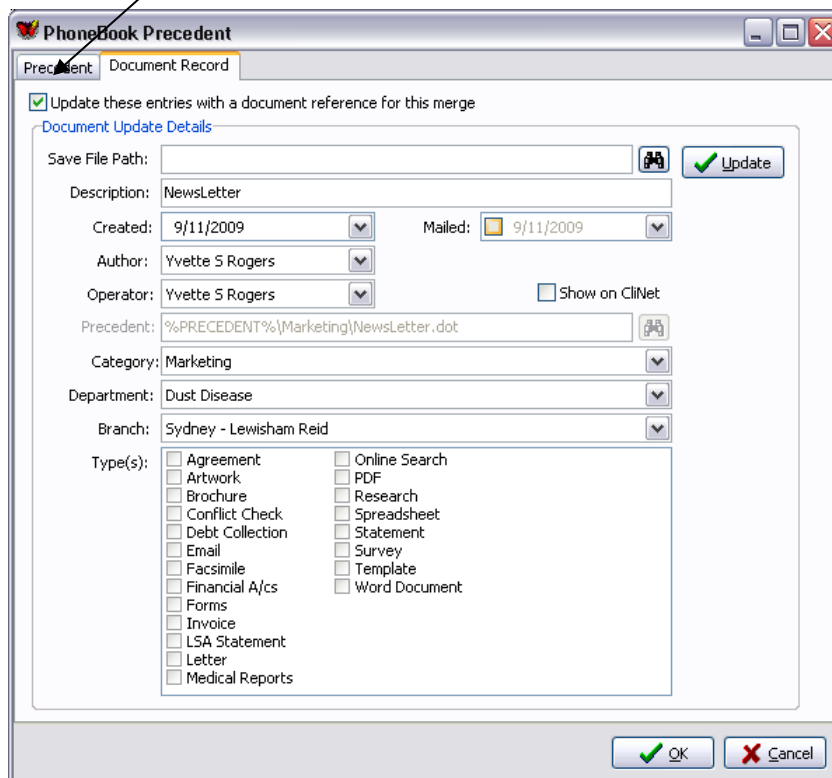 PhoneBook Precedent
Precedent Document Record
Update these entries with a document reference for this merge
Document Update Details
Save File Path: Update
Description: NewsLetter
Created: 9/11/2009 Mailed: 9/11/2009
Author: Yvette S Rogers
Operator: Yvette S Rogers Show on CliNet
Precedent: %PRECEDENT%\Marketing\NewsLetter.dot
Category: Marketing
Department: Dust Disease
Branch: Sydney - Lewisham Reid
Type(s): Agreement Online Search
Artwork PDF
Brochure Research
Conflict Check Spreadsheet
Debt Collection Statement
Email Survey
Facsimile Template
Financial A/cs Word Document
Forms
Invoice
LSA Statement
Letter
Medical Reports
OK Cancel